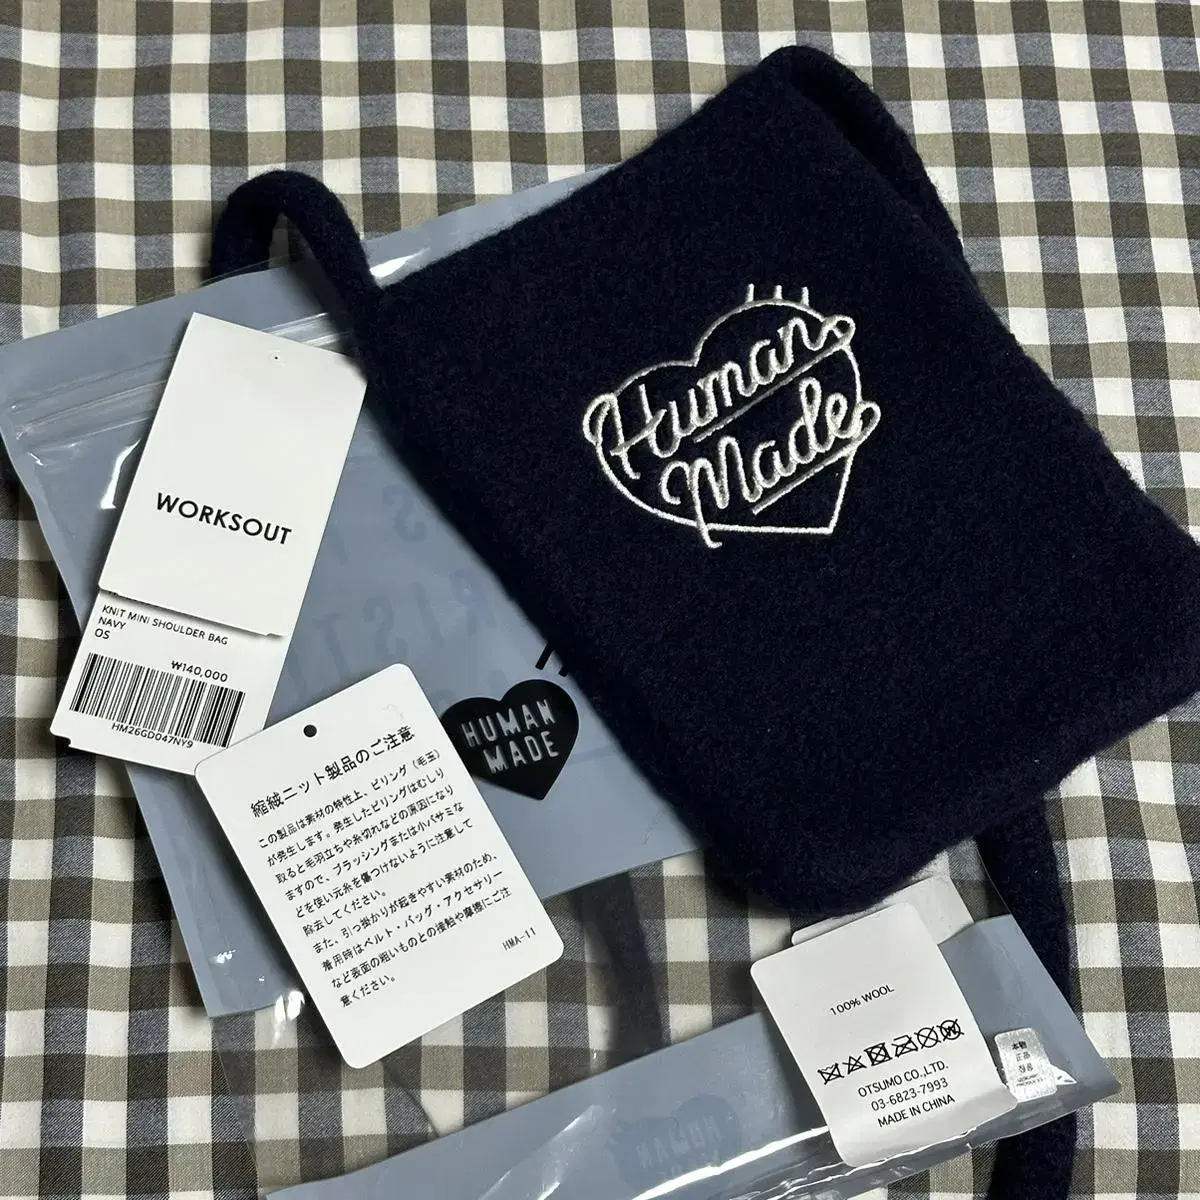 Human
Made
WORKSOUT
KNIT MINI SHOULDER BAG
NAVY
OS
₩140,000
HM26GD047NY9
HUMAN
MADE
縮絨ニット製品のご注意
この製品は素材の特性上、ピリング（毛玉）
が発生します。発生したピリングはむしり
取ると毛羽立ちや糸切れなどの原因になり
ますので、ブラッシングまたは小バサミな
どを使い元糸を傷つけないように注意して
除去してください。
また、引っ掛かりが起きやすい素材のため、
着用時はベルト・バッグ・アクセサリー
など表面の粗いものとの接触や摩擦にご注
意ください。
HMA-11
100% WOOL
OTSUMO CO.,LTD.
03-6823-7993
MADE IN CHINA
本物
正品
정품